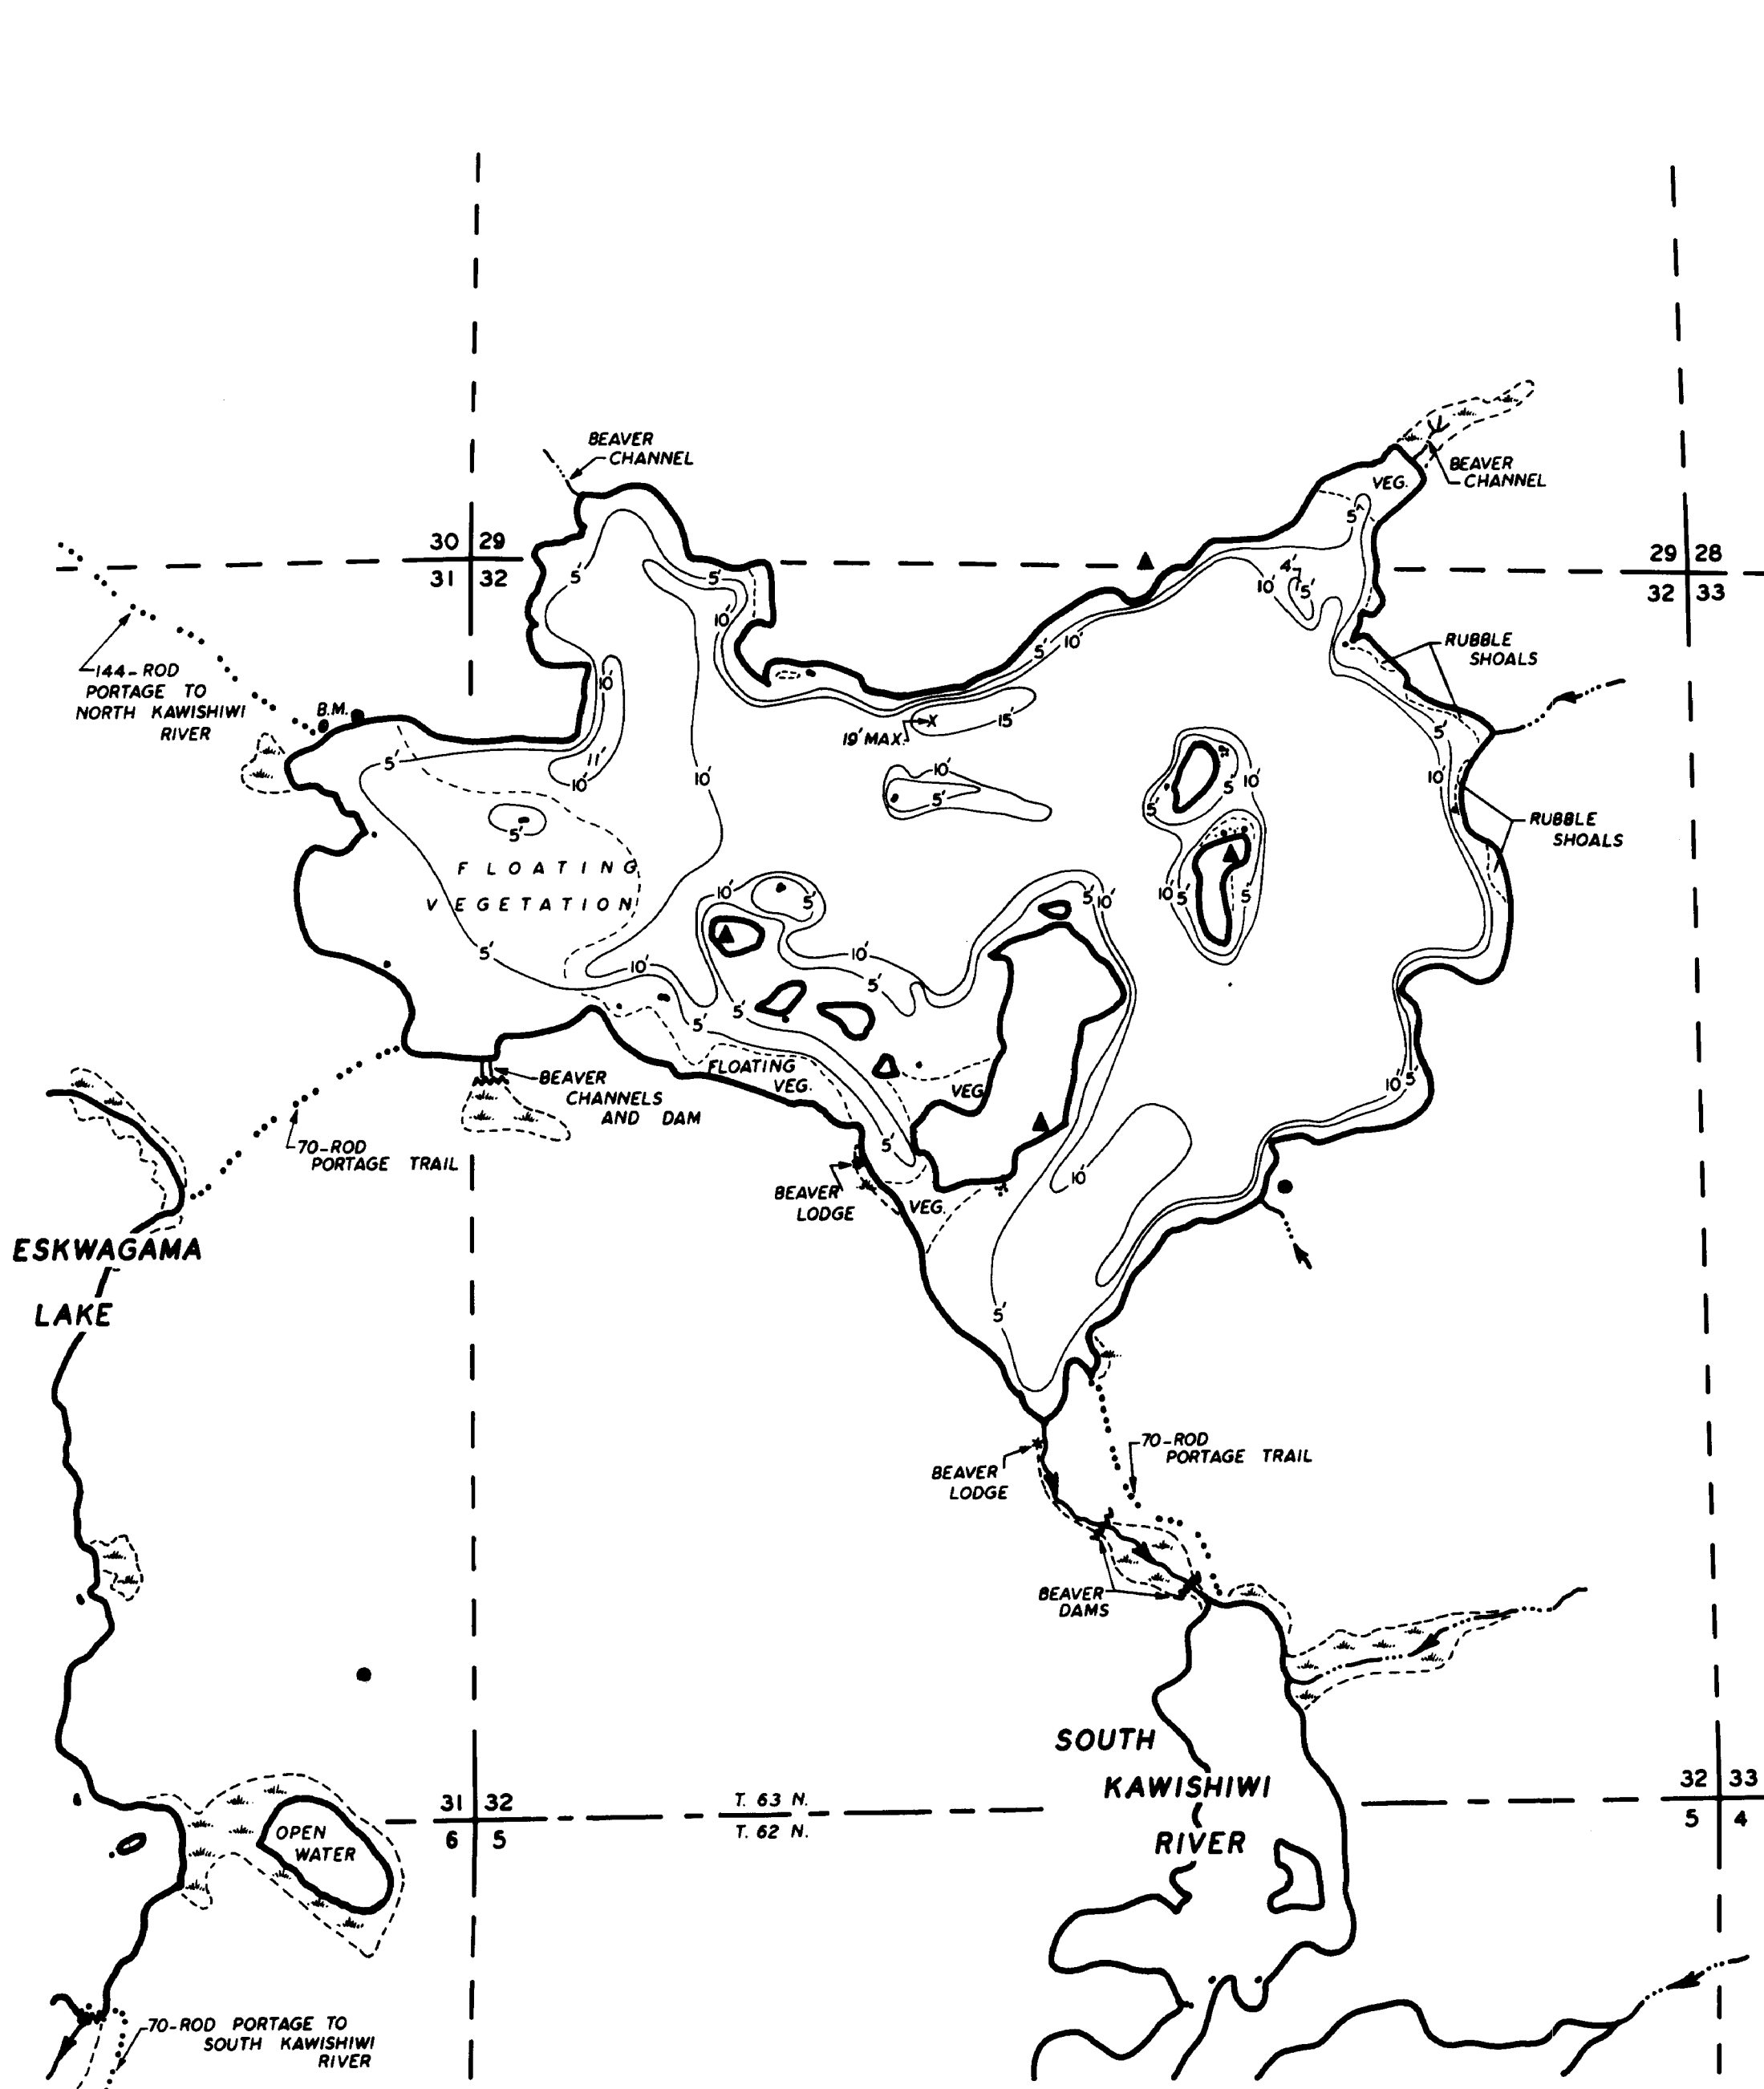 BEAVER
CHANNEL
BEAVER
CHANNEL
VEG.
5'
30 29
31 32
29 28
32 33
5'
5'
10'
4'
5'
10'
10'
5'
10'
144-ROD
PORTAGE TO
NORTH KAWISHIWI
RIVER
B.M.
RUBBLE
SHOALS
RUBBLE
SHOALS
15'
19' MAX.
5'
11'
10'
10'
5'
10'
5'
10'
5'
5'
10'
5'
10'
5'
FLOATING
VEGETATION
10'
5'
5'
10'
10'
5'
5'
5'
10'
10'
5'
5'
5'
FLOATING
VEG.
VEG.
10'
5'
BEAVER
CHANNELS
AND DAM
70-ROD
PORTAGE TRAIL
5'
10'
BEAVER
LODGE
VEG.
ESKWAGAMA
LAKE
5'
70-ROD
PORTAGE TRAIL
BEAVER
LODGE
BEAVER
DAMS
SOUTH
KAWISHIWI
RIVER
31 32
6 5
T. 63 N.
T. 62 N.
32 33
5 4
OPEN
WATER
70-ROD PORTAGE TO
SOUTH KAWISHIWI
RIVER